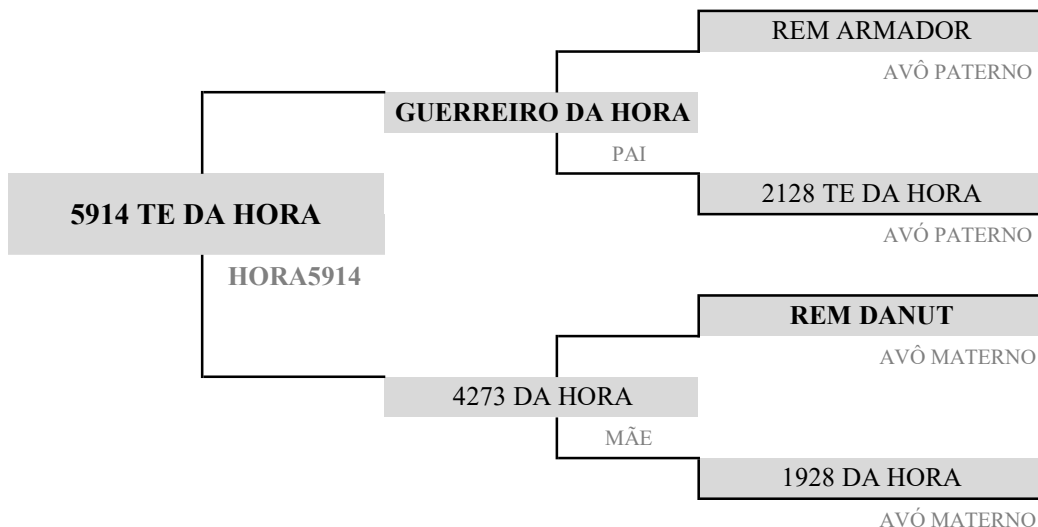 REM ARMADOR
AVÔ PATERNO
GUERREIRO DA HORA
PAI
2128 TE DA HORA
AVÓ PATERNO
5914 TE DA HORA
HORA5914
REM DANUT
AVÔ MATERNO
4273 DA HORA
MÃE
1928 DA HORA
AVÓ MATERNO